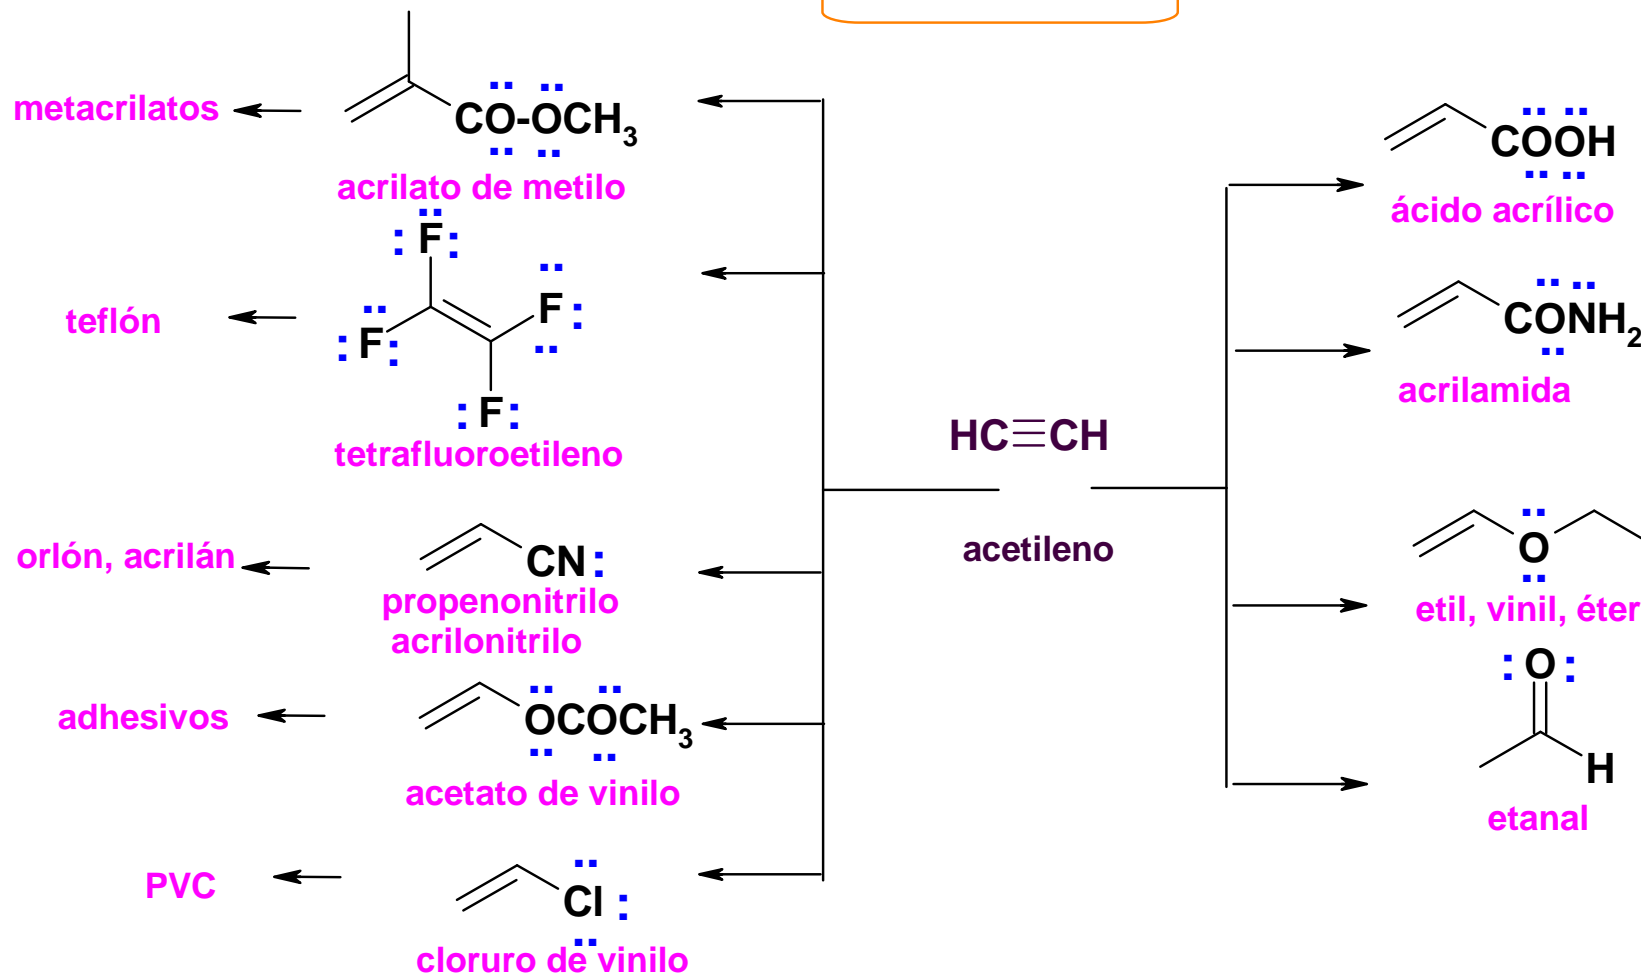 metacrilatos
CO-OCH3
acrilato de metilo
F
teflón
F
F
F
tetrafluoroetileno
orlón, acrilán
CN
propenonitrilo
acrilonitrilo
adhesivos
OCOCH3
acetato de vinilo
PVC
Cl
cloruro de vinilo
HC≡CH
acetileno
COOH
ácido acrílico
CONH2
acrilamida
O
etil, vinil, éter
O
H
etanal